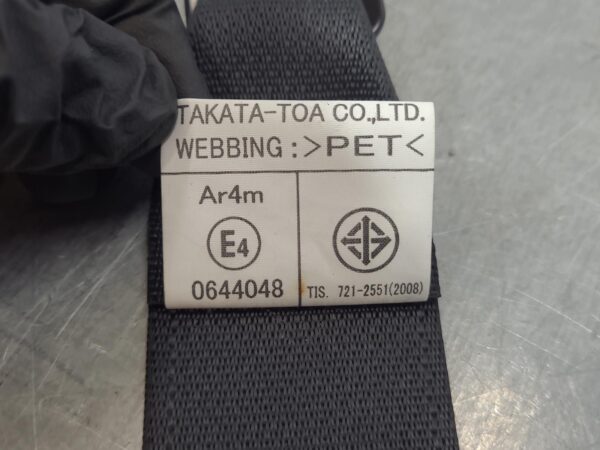 TAKATA-TOA CO.,LTD.
WEBBING : >PET<
Ar4m
E4
0644048
TIS. 721-2551(2008)